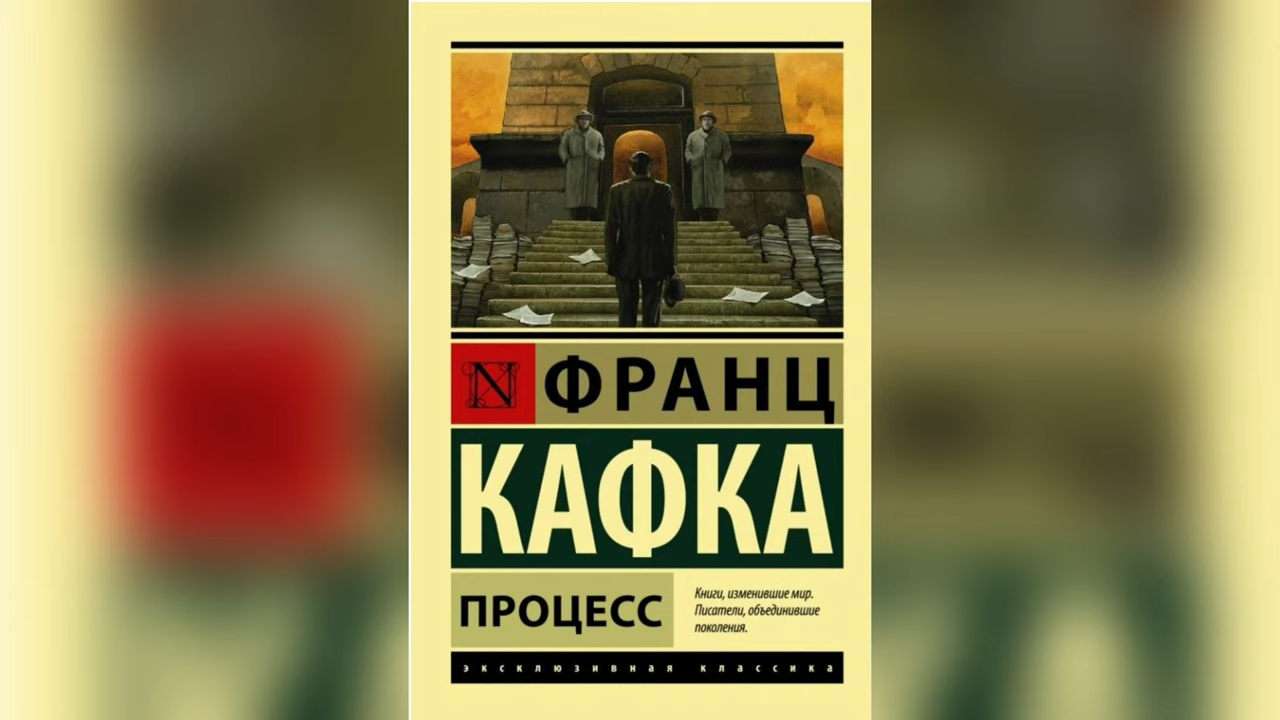 N ФРАНЦ
КАФКА
ПРОЦЕСС
Книги, изменившие мир.
Писатели, объединившие
поколения.
эксклюзивная классика